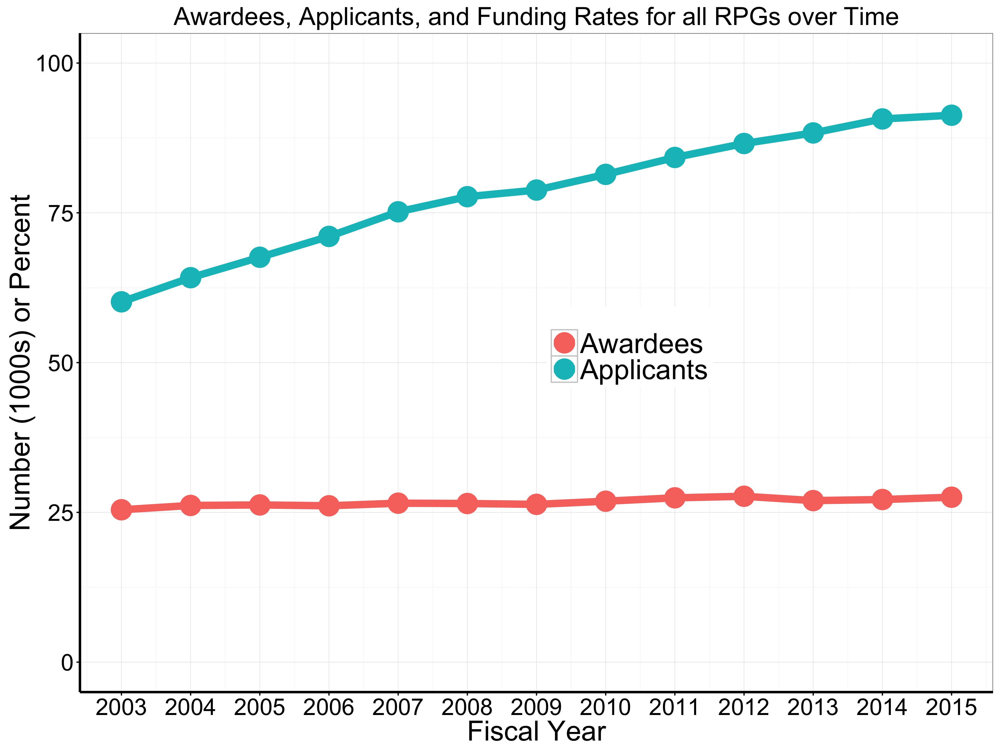 Awardees, Applicants, and Funding Rates for all RPGs over Time
Number (1000s) or Percent
100
75
50
25
0
Awardees
Applicants
2003 2004 2005 2006 2007 2008 2009 2010 2011 2012 2013 2014 2015
Fiscal Year